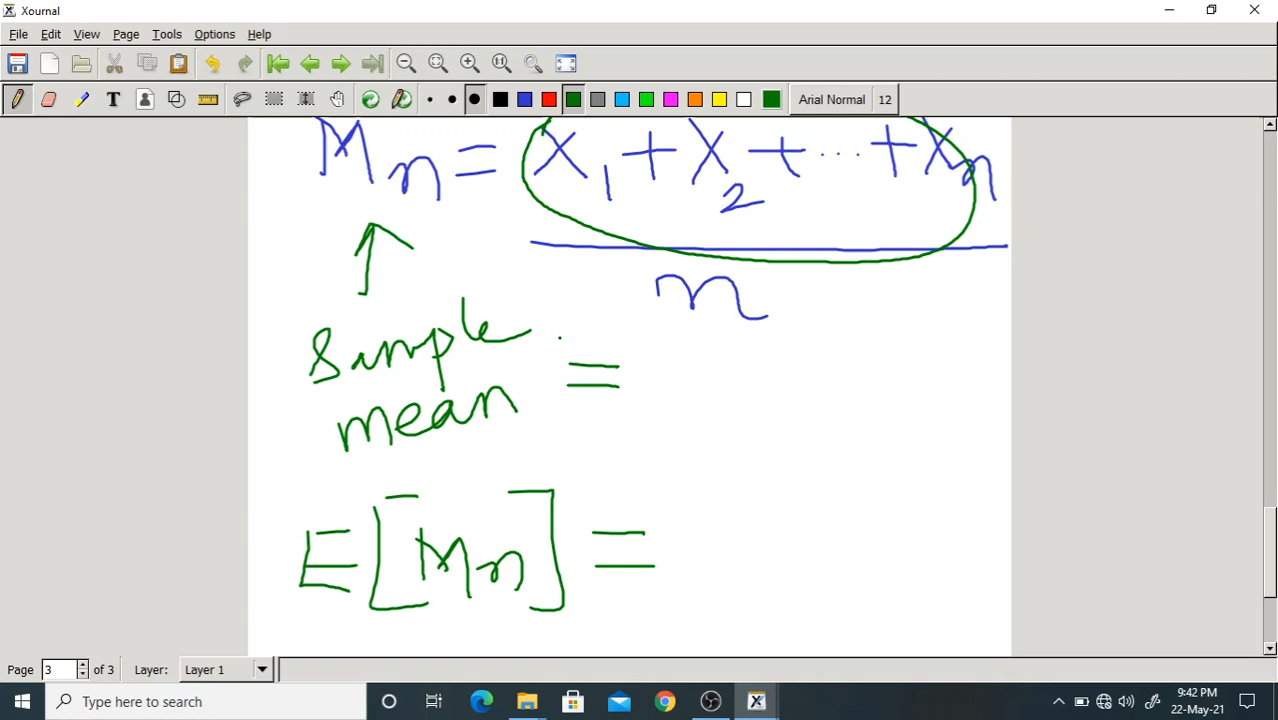 Xournal
File Edit View Page Tools Options Help
Arial Normal 12
Mn = X1 + X2 + ... + Xn
n
Sample
mean =
E[Mn] =
Page 3 of 3 Layer: Layer 1
Type here to search
9:42 PM
22-May-21